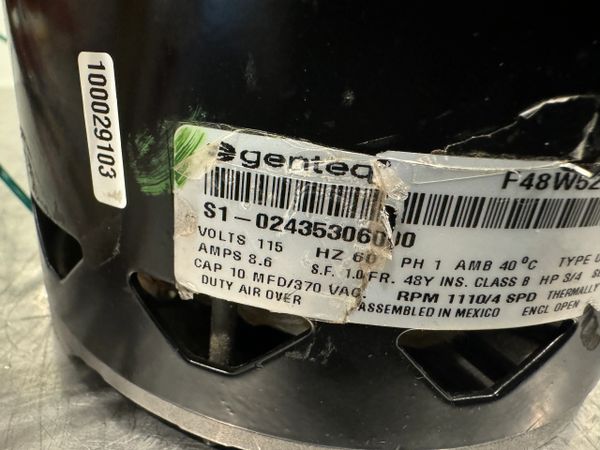 100029103
genteq
F48W52
S1-02435306000
VOLTS 115 HZ 60 PH 1 AMB 40 °C TYPE
AMPS 8.6 S.F. 1.0 FR. 48Y INS. CLASS B HP 3/4
CAP 10 MFD/370 VAC. RPM 1110/4 SPD THERMALLY
DUTY AIR OVER ASSEMBLED IN MEXICO ENCL OPEN